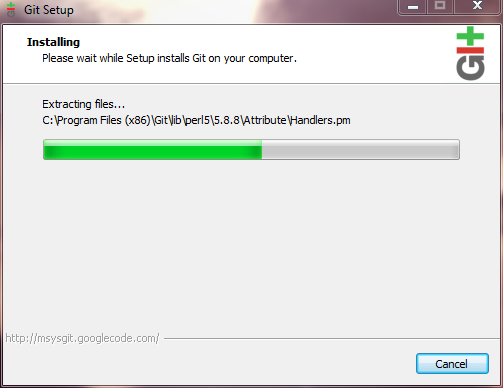 Git Setup
Installing
Please wait while Setup installs Git on your computer.
Git
Extracting files...
C:\Program Files (x86)\Git\lib\perl5\5.8.8\Attribute\Handlers.pm
http://msysgit.googlecode.com/
Cancel